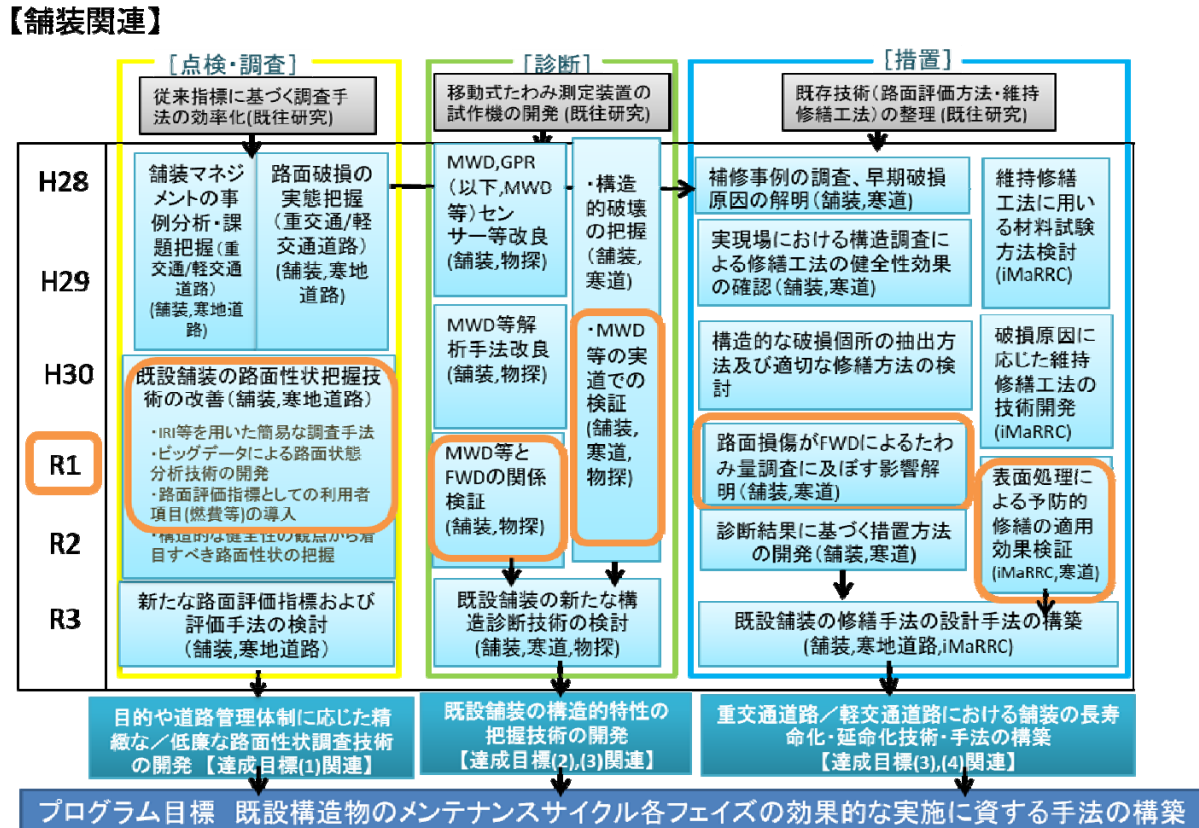 【舗装関連】
[点検・調査]
従来指標に基づく調査手
法の効率化(既往研究)
[診断]
移動式たわみ測定装置の
試作機の開発(既往研究)
[措置]
既存技術(路面評価方法・維持
修繕工法)の整理(既往研究)
H28
H29
H30
R1
R2
R3
舗装マネジ
メントの事
例分析・課
題把握(重
交通/軽交通
道路)
(舗装,寒地道
路)
路面破損の
実態把握
(重交通/軽
交通道路)
(舗装,寒地
道路)
既設舗装の路面性状把握技
術の改善(舗装,寒地道路)
・IRI等を用いた簡易な調査手法
・ビッグデータによる路面状態
分析技術の開発
・路面評価指標としての利用者
項目(燃費等)の導入
・構造的な健全性の観点から着
目すべき路面性状の把握
新たな路面評価指標および
評価手法の検討
(舗装,寒地道路)
MWD,GPR
(以下,MWD
等)セン
サー等改良
(舗装,物探)
MWD等解
析手法改良
(舗装,物探)
MWD等と
FWDの関係
検証
(舗装,物探)
・構造
的破壊
の把握
(舗装,
寒道)
・MWD
等の実
道での
検証
(舗装,
寒道,
物探)
既設舗装の新たな構
造診断技術の検討
(舗装,寒道,物探)
補修事例の調査、早期破損
原因の解明(舗装,寒道)
実現場における構造調査に
よる修繕工法の健全性効果
の確認(舗装,寒道)
構造的な破損個所の抽出方
法及び適切な修繕方法の検
討
路面損傷がFWDによるたわ
み量調査に及ぼす影響解
明(舗装,寒道)
診断結果に基づく措置方法
の開発(舗装,寒道)
維持修繕
工法に用い
る材料試験
方法検討
(iMaRRC)
破損原因に
応じた維持
修繕工法の
技術開発
(iMaRRC)
表面処理に
よる予防的
修繕の適用
効果検証
(iMaRRC,寒道)
既設舗装の修繕手法の設計手法の構築
(舗装,寒地道路,iMaRRC)
目的や道路管理体制に応じた精
緻な/低廉な路面性状調査技術
の開発 【達成目標(1)関連】
既設舗装の構造的特性の
把握技術の開発
【達成目標(2),(3)関連】
重交通道路/軽交通道路における舗装の長寿
命化・延命化技術・手法の構築
【達成目標(3),(4)関連】
プログラム目標 既設構造物のメンテナンスサイクル各フェイズの効果的な実施に資する手法の構築